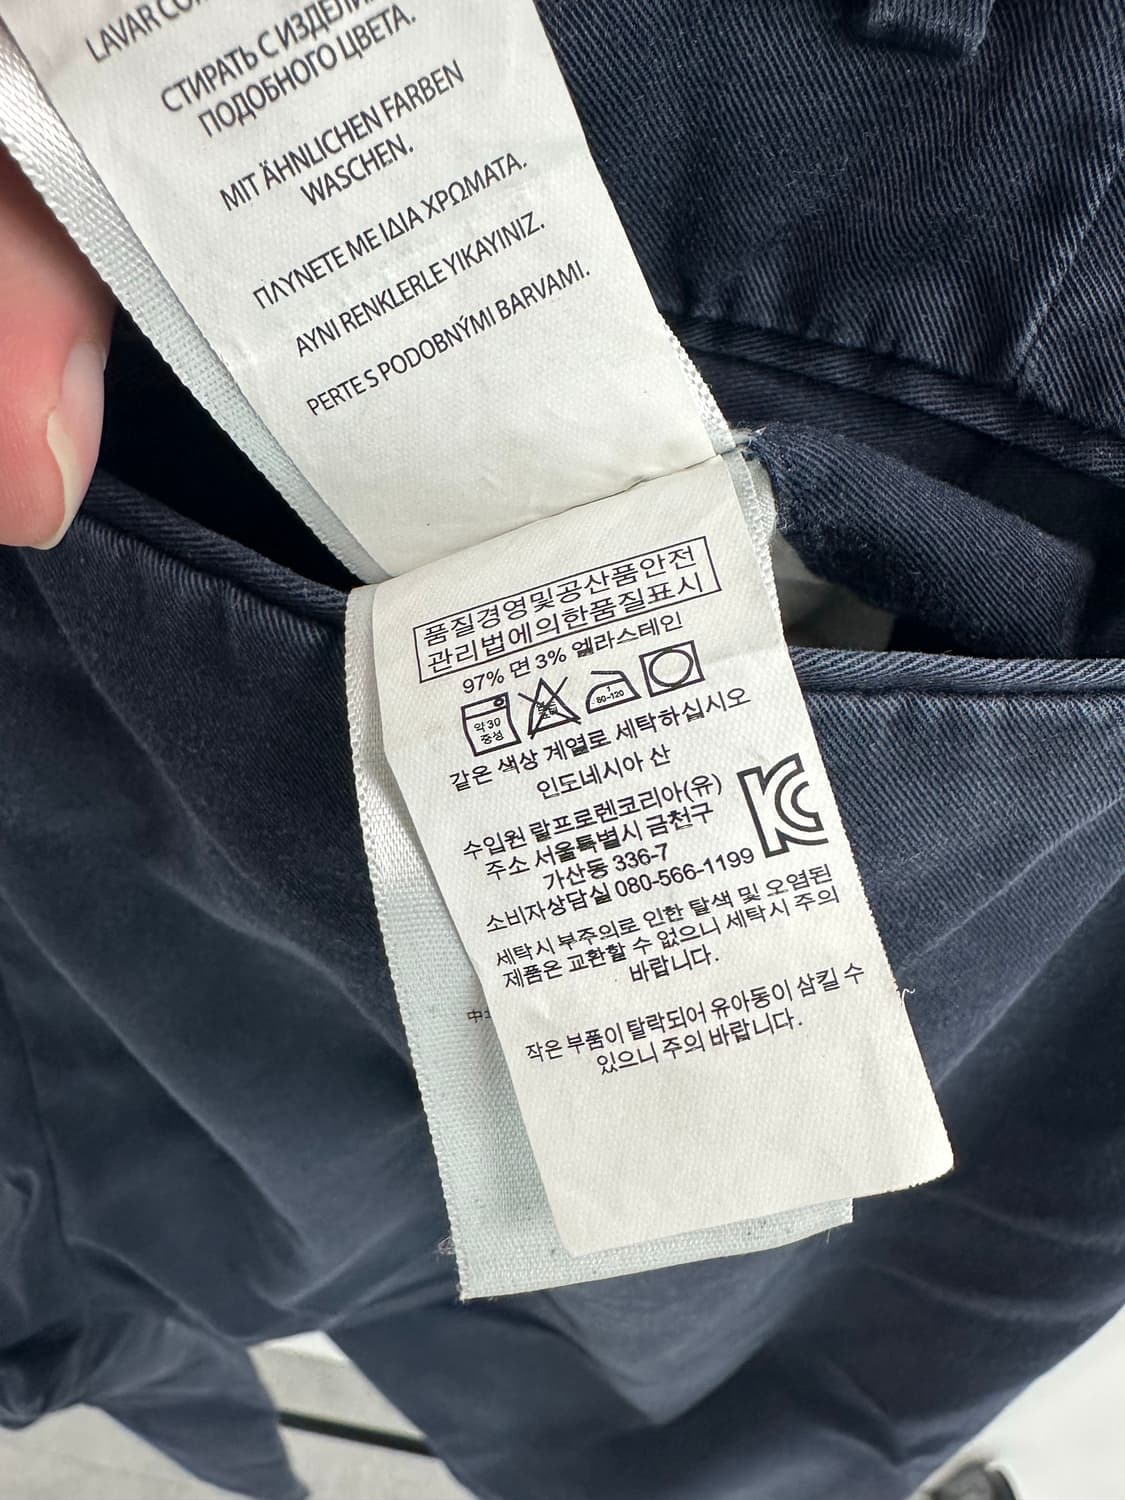 LAVAR CO
СТИРАТЬ С ИЗДЕЛИ
ПОДОБНОГО ЦВЕТА.
MIT ÄHNLICHEN FARBEN
WASCHEN.
ΠΛΥΝΕΤΕ ΜΕ ΙΔΙΑ ΧΡΩΜΑΤΑ.
AYNI RENKLERLE YIKAYINIZ.
PERTE S PODOBNÝMI BARVAMI.
품질경영및공산품안전
관리법에의한품질표시
97% 면 3% 엘라스테인
약30
중성
1
80~120
같은 색상 계열로 세탁하십시오
인도네시아 산
수입원 랄프로렌코리아(유)
주소 서울특별시 금천구
가산동 336-7
소비자상담실 080-566-1199
세탁시 부주의로 인한 탈색 및 오염된
제품은 교환할 수 없으니 세탁시 주의
바랍니다.
작은 부품이 탈락되어 유아동이 삼킬 수
있으니 주의 바랍니다.
中